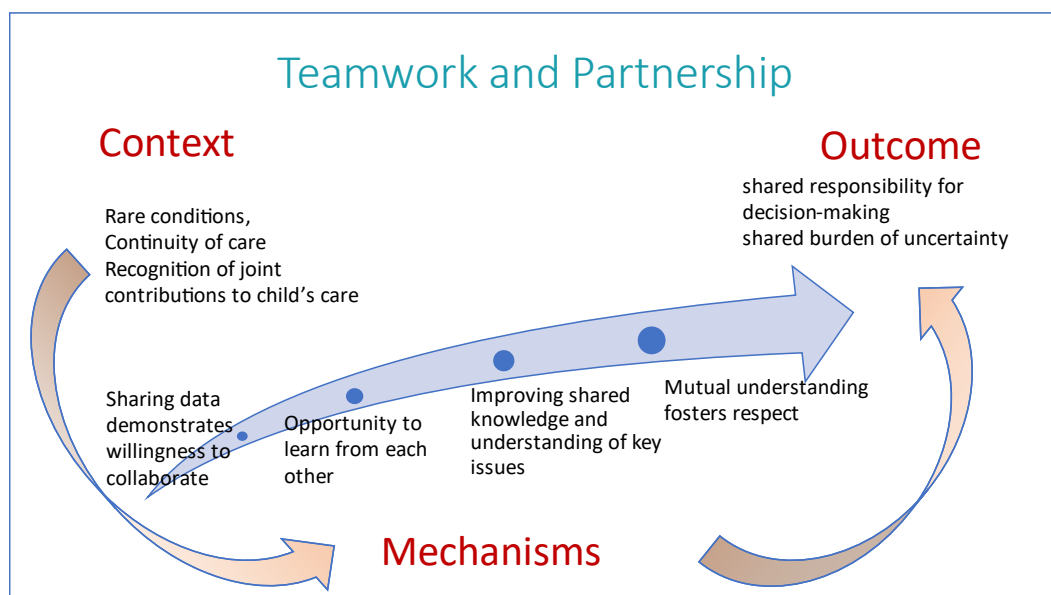 Teamwork and Partnership
Context
Rare conditions,
Continuity of care
Recognition of joint
contributions to child’s care
Outcome
shared responsibility for
decision-making
shared burden of uncertainty
Sharing data
demonstrates
willingness to
collaborate
Opportunity to
learn from each
other
Improving shared
knowledge and
understanding of key
issues
Mutual understanding
fosters respect
Mechanisms